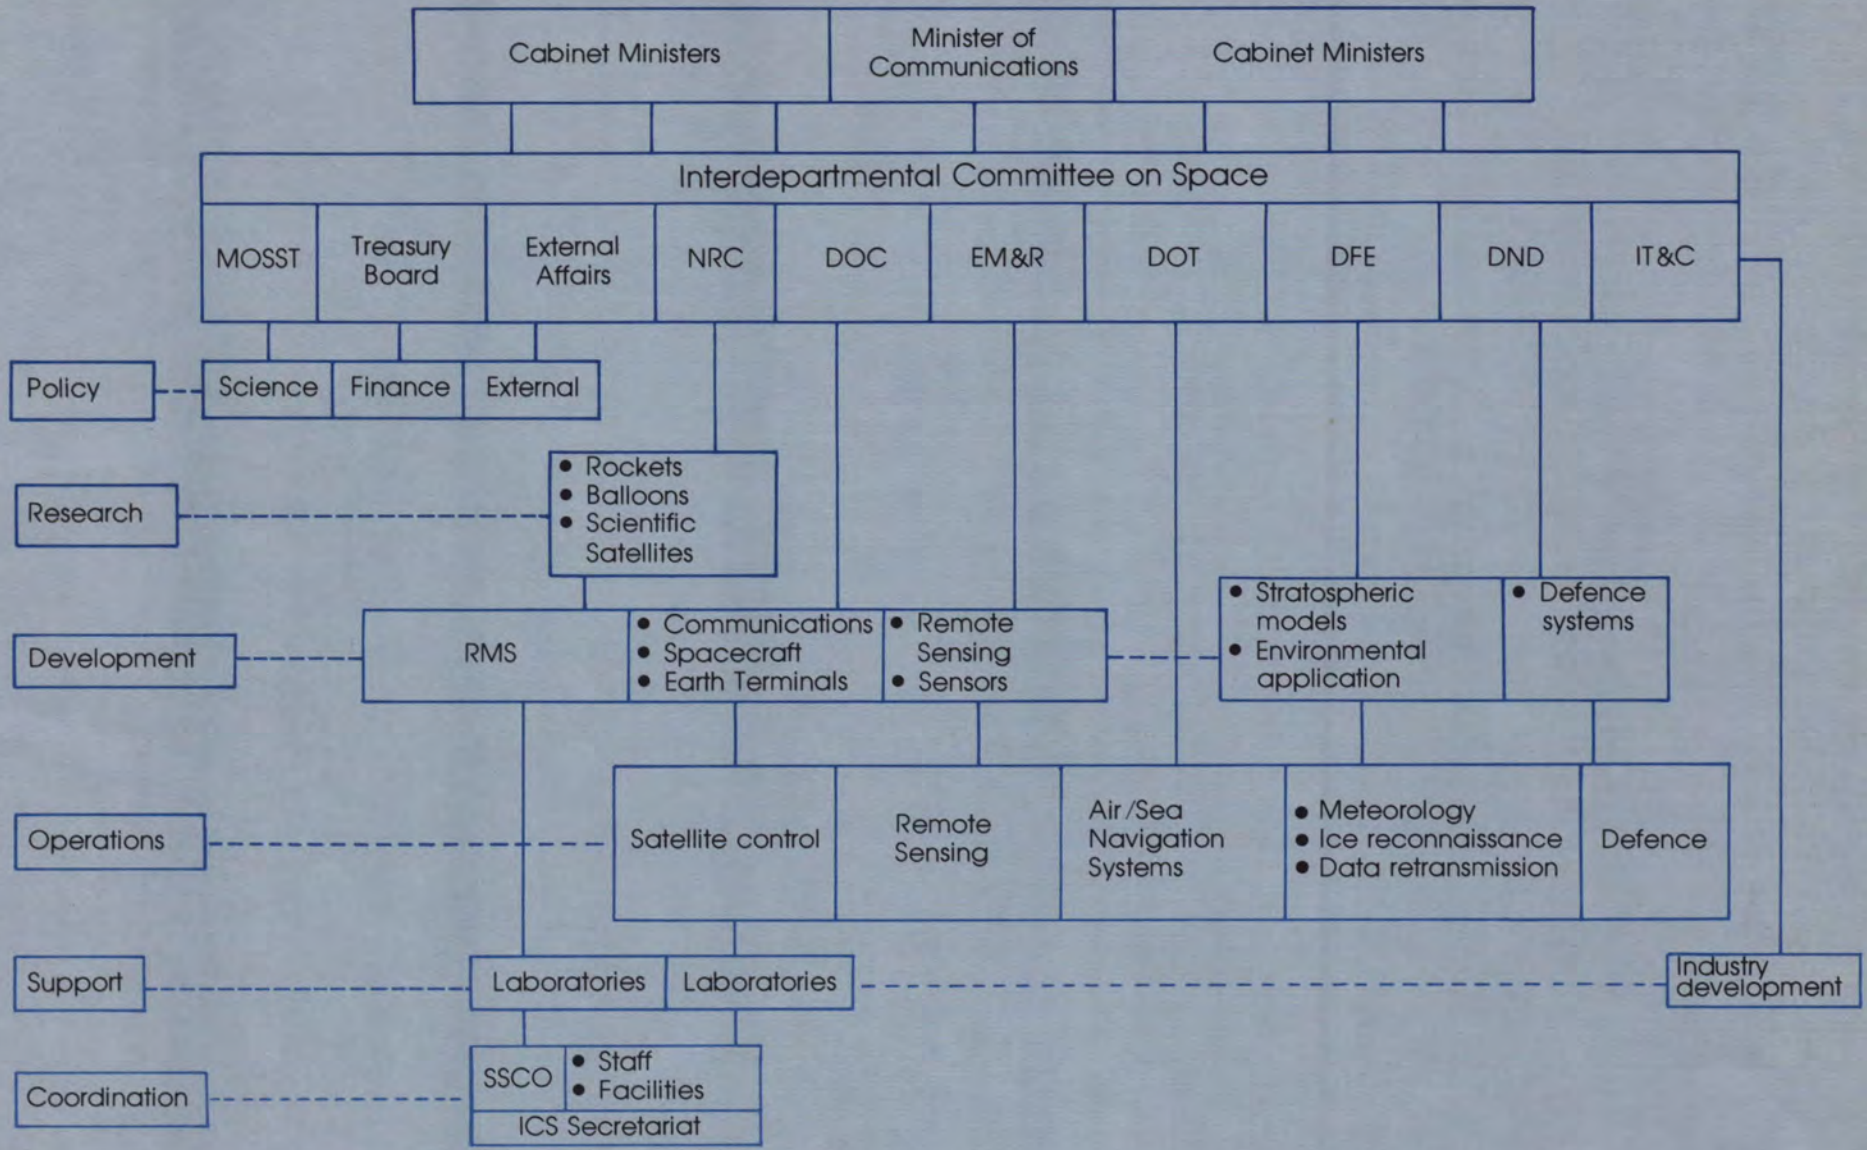 Cabinet Ministers
Minister of
Communications
Cabinet Ministers
Interdepartmental Committee on Space
MOSST
Treasury
Board
External
Affairs
NRC
DOC
EM&R
DOT
DFE
DND
IT&C
Policy
Science
Finance
External
Research
• Rockets
• Balloons
• Scientific
Satellites
Development
RMS
• Communications
• Spacecraft
• Earth Terminals
• Remote
Sensing
• Sensors
• Stratospheric
models
• Environmental
application
• Defence
systems
Operations
Satellite control
Remote
Sensing
Air/Sea
Navigation
Systems
• Meteorology
• Ice reconnaissance
• Data retransmission
Defence
Support
Laboratories
Laboratories
Industry
development
Coordination
SSCO
• Staff
• Facilities
ICS Secretariat